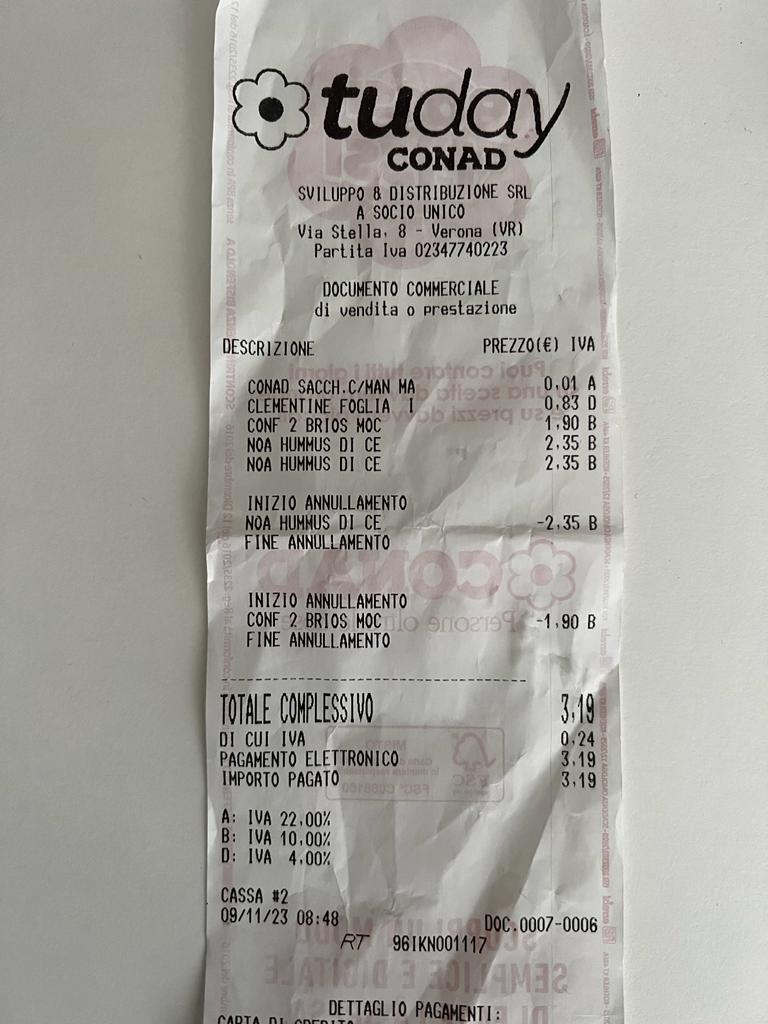 tuday
CONAD
SVILUPPO & DISTRIBUZIONE SRL
A SOCIO UNICO
Via Stella, 8 - Verona (VR)
Partita Iva 02347740223
DOCUMENTO COMMERCIALE
di vendita o prestazione
DESCRIZIONE PREZZO(€) IVA
CONAD SACCH.C/MAN MA 0,01 A
CLEMENTINE FOGLIA I 0,83 D
CONF 2 BRIOS MOC 1,90 B
NOA HUMMUS DI CE 2,35 B
NOA HUMMUS DI CE 2,35 B
INIZIO ANNULLAMENTO
NOA HUMMUS DI CE -2,35 B
FINE ANNULLAMENTO
INIZIO ANNULLAMENTO
CONF 2 BRIOS MOC -1,90 B
FINE ANNULLAMENTO
TOTALE COMPLESSIVO 3,19
DI CUI IVA 0,24
PAGAMENTO ELETTRONICO 3,19
IMPORTO PAGATO 3,19
A: IVA 22,00%
B: IVA 10,00%
D: IVA 4,00%
CASSA #2
09/11/23 08:48 DOC.0007-0006
RT 96IKN001117
DETTAGLIO PAGAMENTI:
CARTA DI CREDITO